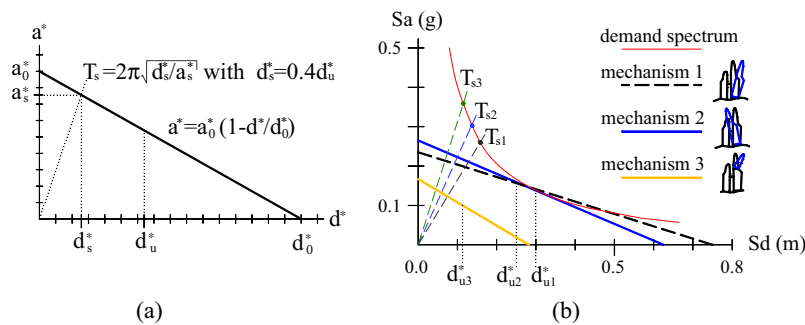 a*
a*0
a*s
Ts=2π√d*s/a*s with d*s=0.4d*u
a*=a*0 (1-d*/d*0)
d*s
d*u
d*0
d*
(a)
Sa (g)
0.5
0.1
Ts3
Ts2
Ts1
demand spectrum
mechanism 1
mechanism 2
mechanism 3
0.0
0.5
0.8
Sd (m)
d*u3
d*u2
d*u1
(b)